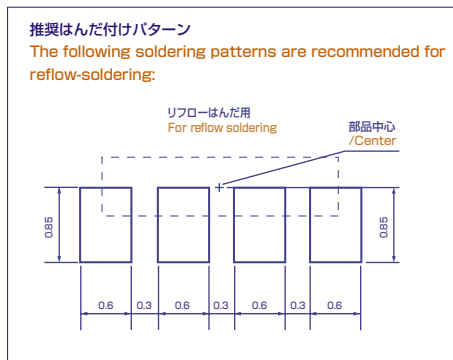 推奨はんだ付けパターン
The following soldering patterns are recommended for
reflow-soldering:
リフローはんだ用
For reflow soldering
部品中心
/Center
0.85
0.85
0.6 0.3 0.6 0.3 0.6 0.3 0.6